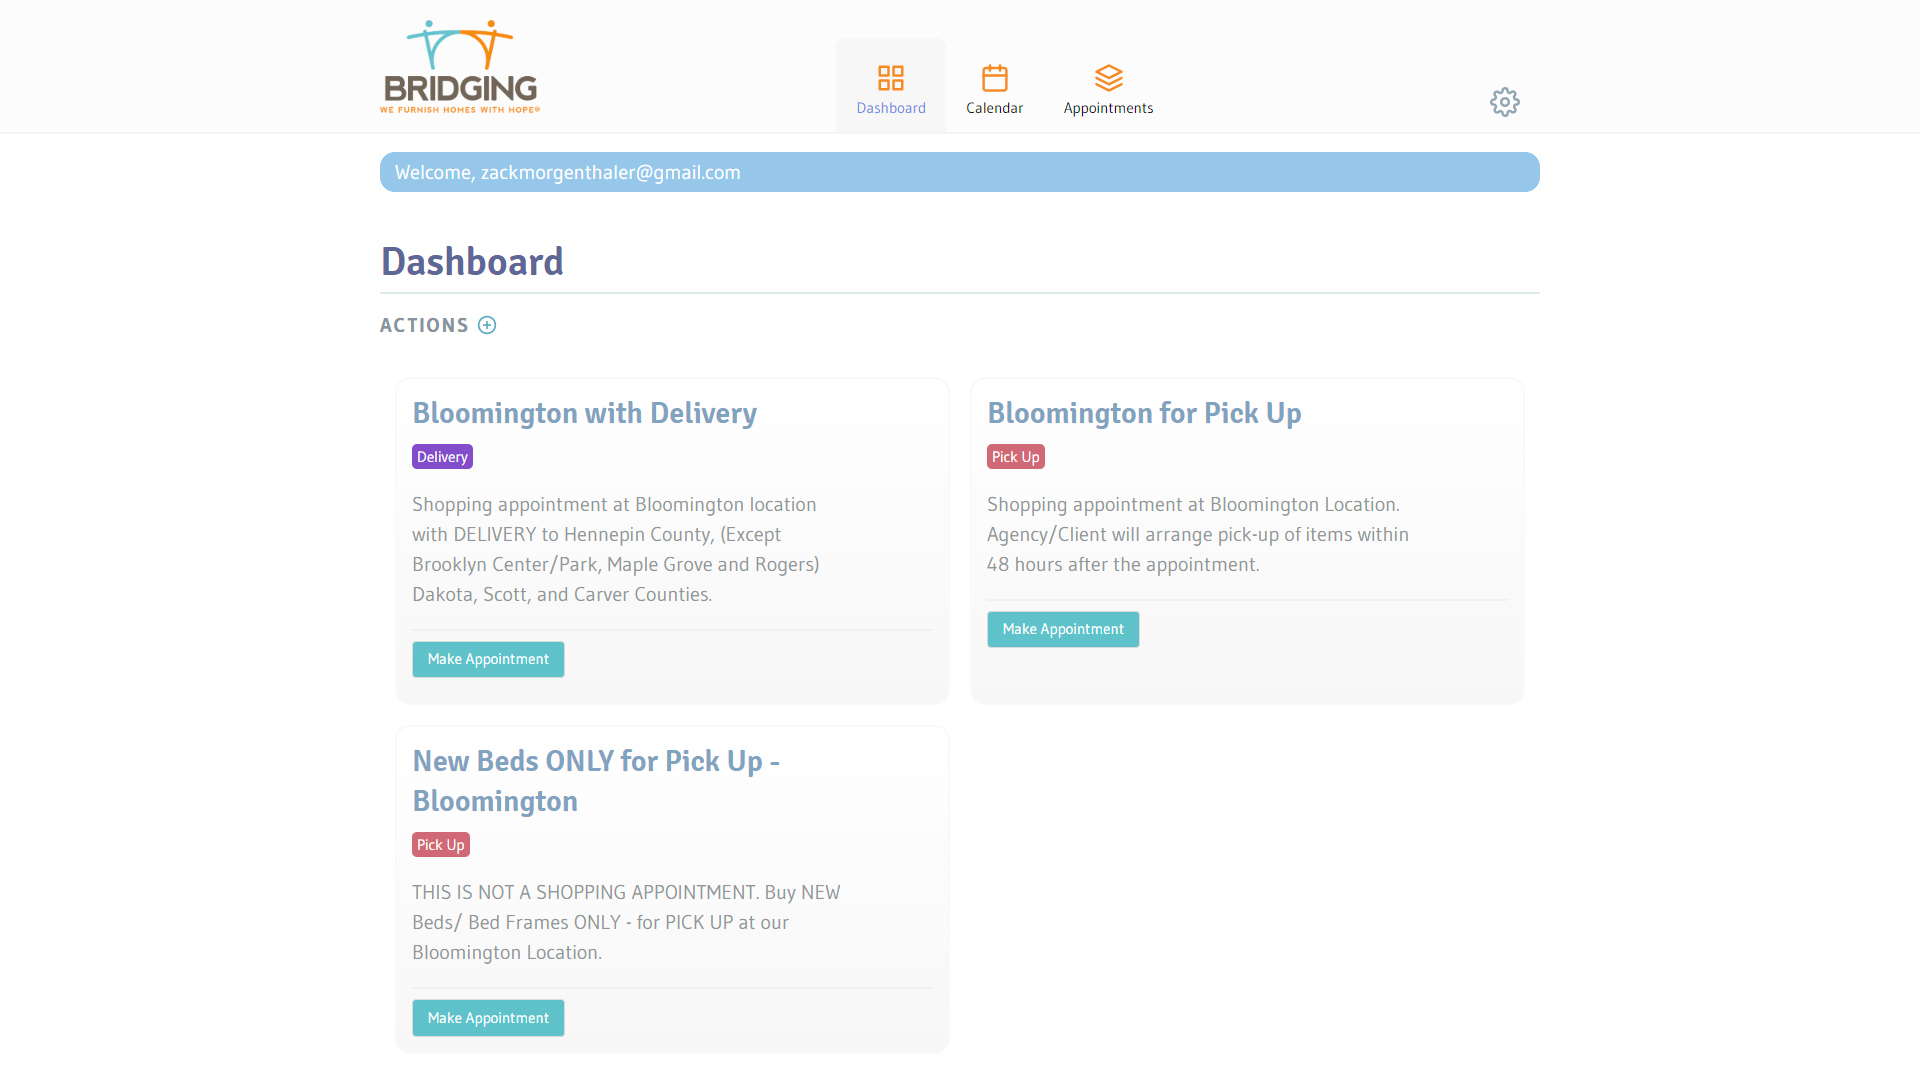 BRIDGING
WE FURNISH HOMES WITH HOPE®
Dashboard
Calendar
Appointments
Welcome, zackmorgenthaler@gmail.com
Dashboard
ACTIONS
Bloomington with Delivery
Delivery
Shopping appointment at Bloomington location
with DELIVERY to Hennepin County, (Except
Brooklyn Center/Park, Maple Grove and Rogers)
Dakota, Scott, and Carver Counties.
Make Appointment
Bloomington for Pick Up
Pick Up
Shopping appointment at Bloomington Location.
Agency/Client will arrange pick-up of items within
48 hours after the appointment.
Make Appointment
New Beds ONLY for Pick Up -
Bloomington
Pick Up
THIS IS NOT A SHOPPING APPOINTMENT. Buy NEW
Beds/ Bed Frames ONLY - for PICK UP at our
Bloomington Location.
Make Appointment